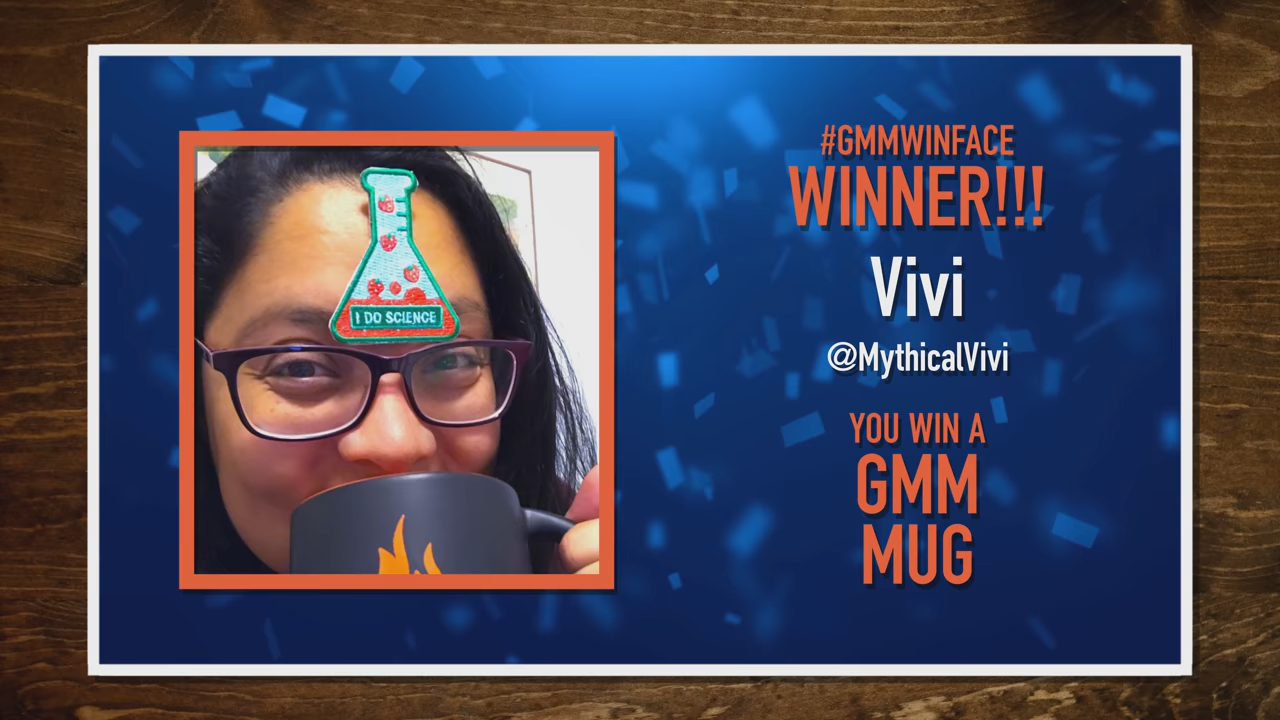 #GMMWINFACE
WINNER!!!
Vivi
@MythicalVivi
YOU WIN A
GMM
MUG
I DO SCIENCE